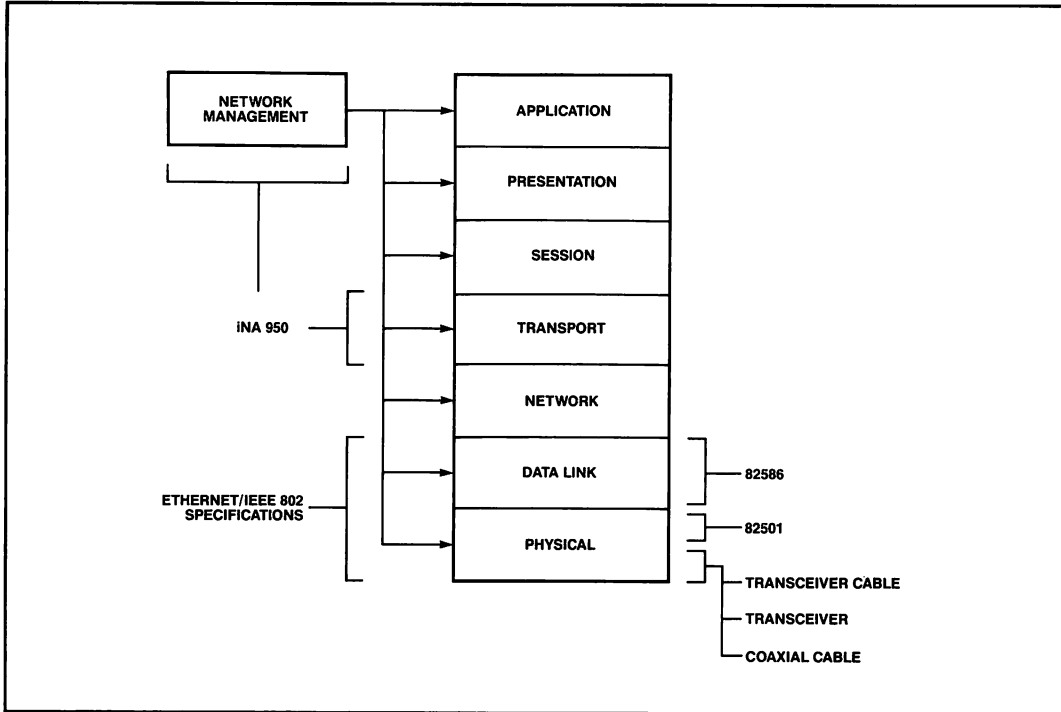 NETWORK
MANAGEMENT
APPLICATION
PRESENTATION
SESSION
iNA 950
TRANSPORT
NETWORK
DATA LINK
82586
ETHERNET/IEEE 802
SPECIFICATIONS
82501
PHYSICAL
TRANSCEIVER CABLE
TRANSCEIVER
COAXIAL CABLE